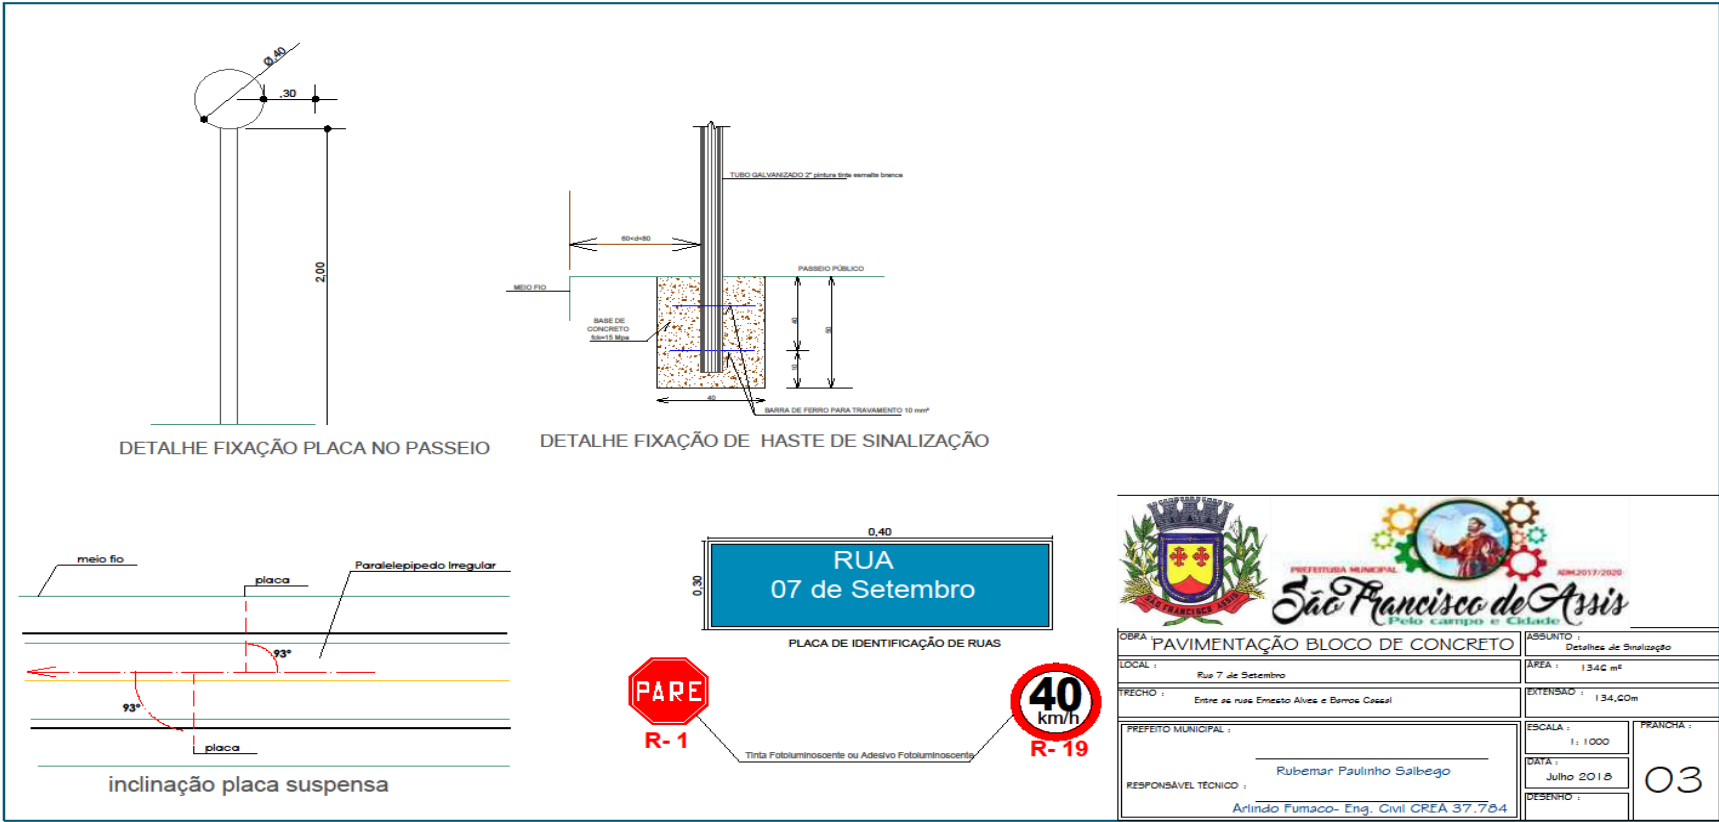 Ø,40
,30
2,00
DETALHE FIXAÇÃO PLACA NO PASSEIO
TUBO GALVANIZADO 2" pintura tinta esmalte branca
60<d<80
PASSEIO PÚBLICO
MEIO FIO
BASE DE
CONCRETO
fck=15 Mpa
40
50
10
40
BARRA DE FERRO PARA TRAVAMENTO 10 mm²
DETALHE FIXAÇÃO DE HASTE DE SINALIZAÇÃO
meio fio
placa
Paralelepipedo Irregular
93°
93°
placa
inclinação placa suspensa
0,40
0,30
RUA
07 de Setembro
PLACA DE IDENTIFICAÇÃO DE RUAS
PARE
R- 1
40
km/h
R- 19
Tinta Fotoluminoscente ou Adesivo Fotoluminoscente
SÃO FRANCISCO ASSIS
PREFEITURA MUNICIPAL
ADM.2017/2020
São Francisco de Assis
Pelo campo e Cidade
OBRA : PAVIMENTAÇÃO BLOCO DE CONCRETO
ASSUNTO :
Detalhes de Sinalização
LOCAL :
Rua 7 de Setembro
ÁREA : 1346 m²
TRECHO :
Entre as ruas Ernesto Alves e Barros Cassal
EXTENSÃO : 134,60m
PREFEITO MUNICIPAL :
Rubemar Paulinho Salbego
RESPONSÁVEL TÉCNICO :
Arlindo Fumaco- Eng. Civil CREA 37.784
ESCALA :
1: 1000
DATA :
Julho 2018
DESENHO :
PRANCHA :
03